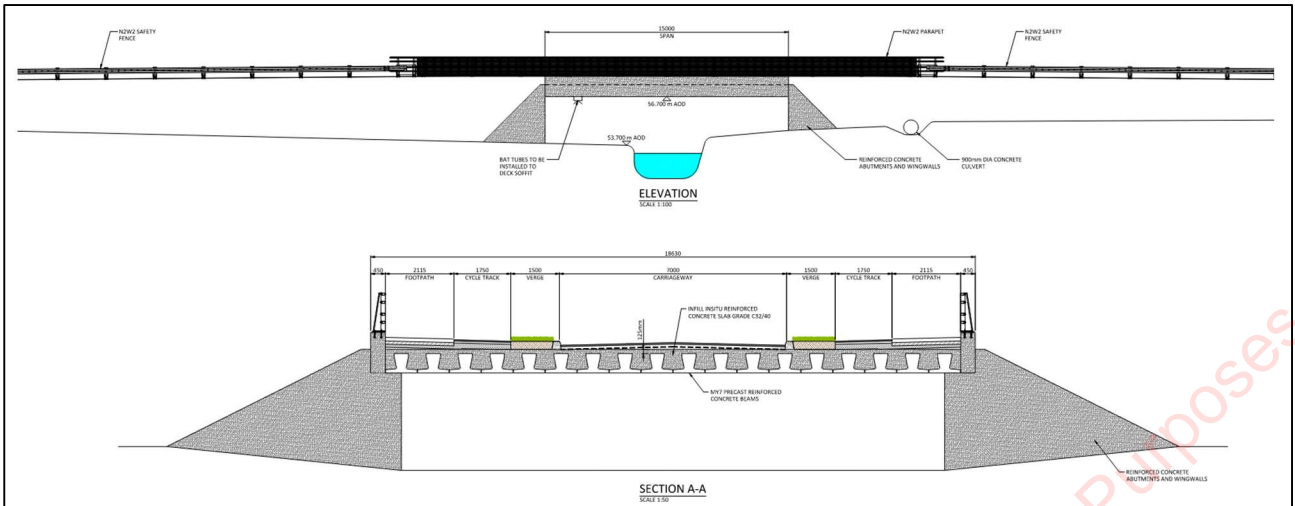 N2W2 SAFETY
FENCE
15000
SPAN
N2W2 PARAPET
N2W2 SAFETY
FENCE
56.700 m AOD
53.700 m AOD
BAT TUBES TO BE
INSTALLED TO
DECK SOFFIT
REINFORCED CONCRETE
ABUTMENTS AND WINGWALLS
900mm DIA CONCRETE
CULVERT
ELEVATION
SCALE 1:100
18630
450
2115
FOOTPATH
1750
CYCLE TRACK
1500
VERGE
7000
CARRIAGEWAY
1500
VERGE
1750
CYCLE TRACK
2115
FOOTPATH
450
INFILL INSITU REINFORCED
CONCRETE SLAB GRADE C32/40
125mm
MY7 PRECAST REINFORCED
CONCRETE BEAMS
REINFORCED CONCRETE
ABUTMENTS AND WINGWALLS
SECTION A-A
SCALE 1:50
Purposes